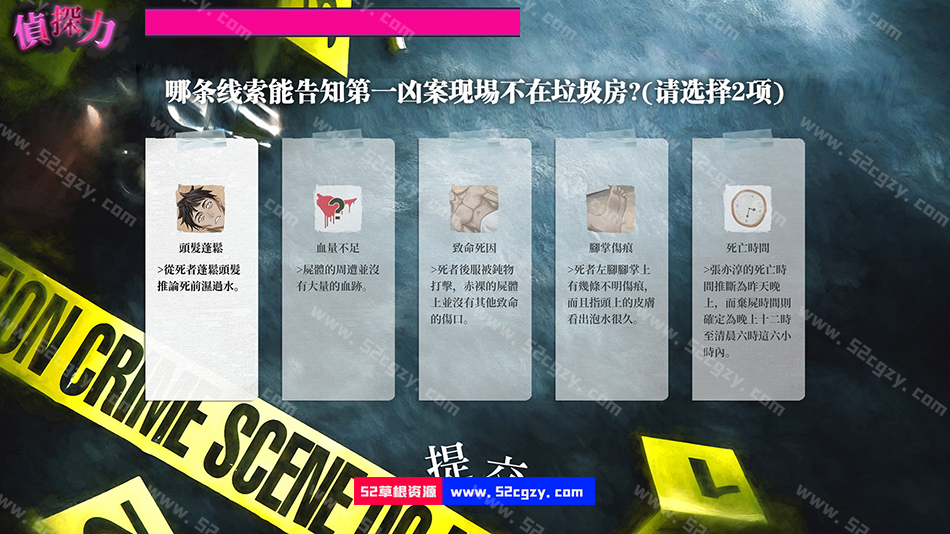 偵探力
哪条线索能告知第一凶案现場不在垃圾房?(请选择2项)
頭髮蓬鬆
>從死者蓬鬆頭髮
推論死前濕過水。
血量不足
>屍體的周遭並沒
有大量的血跡。
致命死因
>死者後腹被鈍物
打擊，赤裸的屍體
上並沒有其他致命
的傷口。
腳掌傷痕
>死者左腳腳掌上
有幾條不明傷痕，
而且指頭上的皮膚
看出泡水很久。
死亡時間
>張亦淳的死亡時
間推斷為昨天晚
上，而棄屍時間則
確定為晚上十二時
至清晨六時這六小
時內。
ION CRIME SCENE DO
L
提交
52草根资源 www.52cgzy.com
www.52cgzy.com